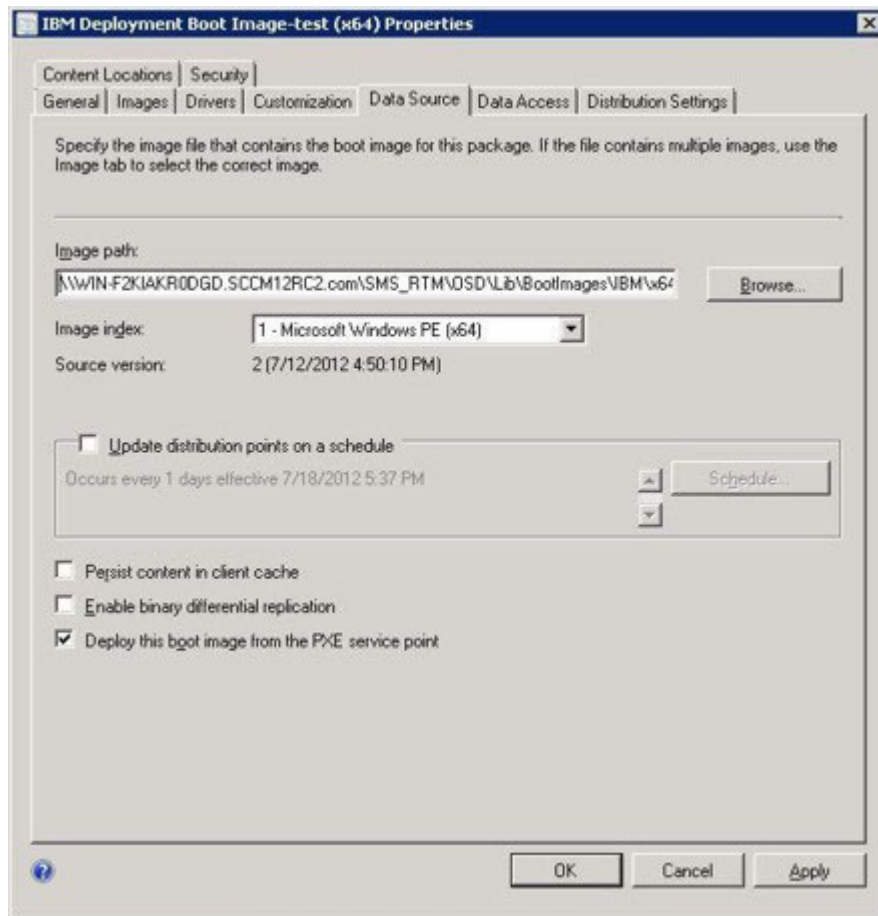 IBM Deployment Boot Image-test (x64) Properties
Content Locations Security
General Images Drivers Customization Data Source Data Access Distribution Settings
Specify the image file that contains the boot image for this package. If the file contains multiple images, use the
Image tab to select the correct image.
Image path:
\\WIN-F2KIAKR0DGD.SCCM12RC2.com\SMS_RTM\OSD\Lib\BootImages\IBM\x64 Browse...
Image index: 1 - Microsoft Windows PE (x64)
Source version: 2 (7/12/2012 4:50:10 PM)
Update distribution points on a schedule
Occurs every 1 days effective 7/18/2012 5:37 PM Schedule...
Persist content in client cache
Enable binary differential replication
Deploy this boot image from the PXE service point
OK Cancel Apply